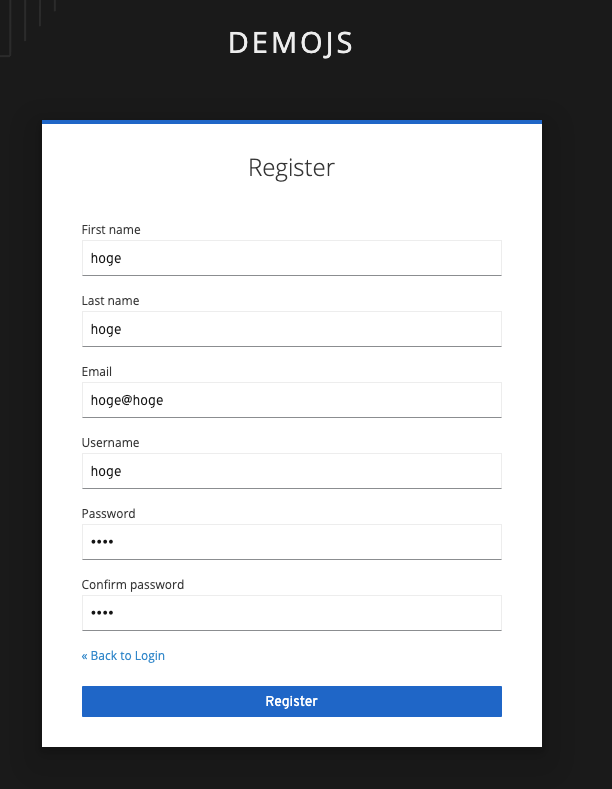 DEMOJS
Register
First name
hoge
Last name
hoge
Email
hoge@hoge
Username
hoge
Password
••••
Confirm password
••••
« Back to Login
Register